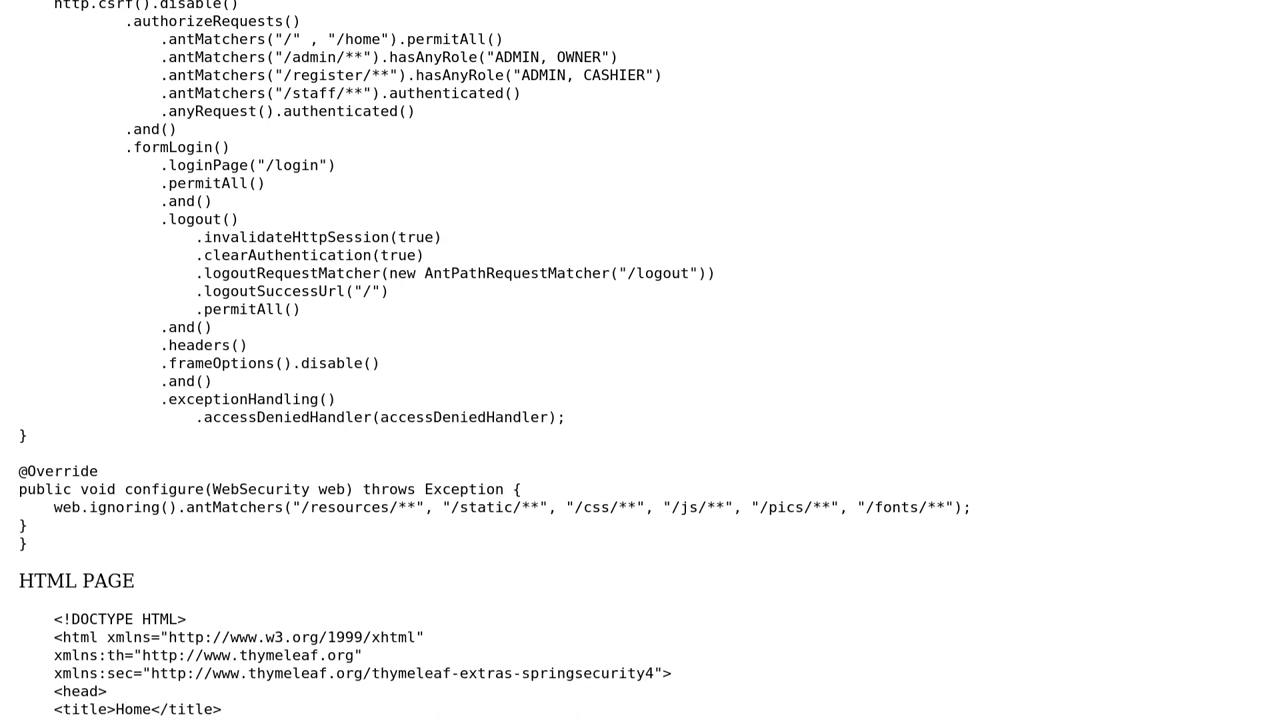 http.csrf().disable()
.authorizeRequests()
.antMatchers("/" , "/home").permitAll()
.antMatchers("/admin/**").hasAnyRole("ADMIN, OWNER")
.antMatchers("/register/**").hasAnyRole("ADMIN, CASHIER")
.antMatchers("/staff/**").authenticated()
.anyRequest().authenticated()
.and()
.formLogin()
.loginPage("/login")
.permitAll()
.and()
.logout()
.invalidateHttpSession(true)
.clearAuthentication(true)
.logoutRequestMatcher(new AntPathRequestMatcher("/logout"))
.logoutSuccessUrl("/")
.permitAll()
.and()
.headers()
.frameOptions().disable()
.and()
.exceptionHandling()
.accessDeniedHandler(accessDeniedHandler);
}
@Override
public void configure(WebSecurity web) throws Exception {
web.ignoring().antMatchers("/resources/**", "/static/**", "/css/**", "/js/**", "/pics/**", "/fonts/**");
}
}
HTML PAGE
<!DOCTYPE HTML>
<html xmlns="http://www.w3.org/1999/xhtml"
xmlns:th="http://www.thymeleaf.org"
xmlns:sec="http://www.thymeleaf.org/thymeleaf-extras-springsecurity4">
<head>
<title>Home</title>